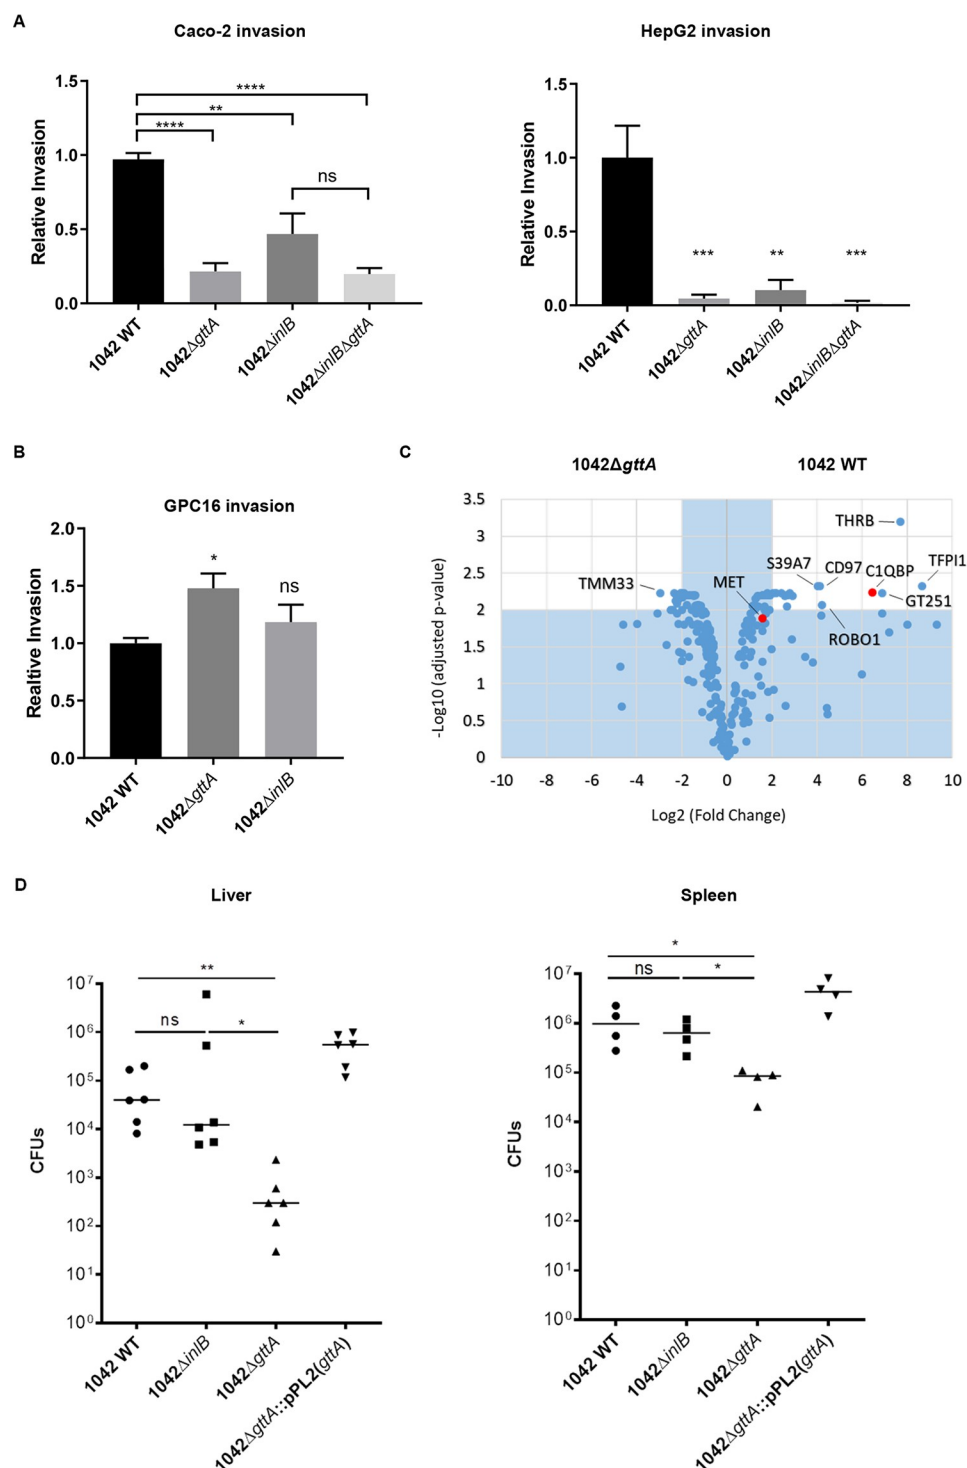 A
Caco-2 invasion
HepG2 invasion
Relative Invasion
1.5
1.0
0.5
0.0
****
**
****
ns
1042 WT
1042ΔgttA
1042ΔinlB
1042ΔinlBΔgttA
Relative Invasion
1.5
1.0
0.5
0.0
***
**
***
1042 WT
1042ΔgttA
1042ΔinlB
1042ΔinlBΔgttA
B
GPC16 invasion
Realtive Invasion
2.0
1.5
1.0
0.5
0.0
*
ns
1042 WT
1042ΔgttA
1042ΔinlB
C
1042ΔgttA
1042 WT
-Log10 (adjusted p-value)
3.5
3
2.5
2
1.5
1
0.5
0
THRB
S39A7
CD97
C1QBP
TFPI1
TMM33
MET
GT251
ROBO1
-10 -8 -6 -4 -2 0 2 4 6 8 10
Log2 (Fold Change)
D
Liver
Spleen
CFUs
10⁷
10⁶
10⁵
10⁴
10³
10²
10¹
10⁰
**
ns
*
1042 WT
1042ΔinlB
1042ΔgttA
1042ΔgttA::pPL2(gttA)
CFUs
10⁷
10⁶
10⁵
10⁴
10³
10²
10¹
10⁰
*
ns
*
1042 WT
1042ΔinlB
1042ΔgttA
1042ΔgttA::pPL2(gttA)